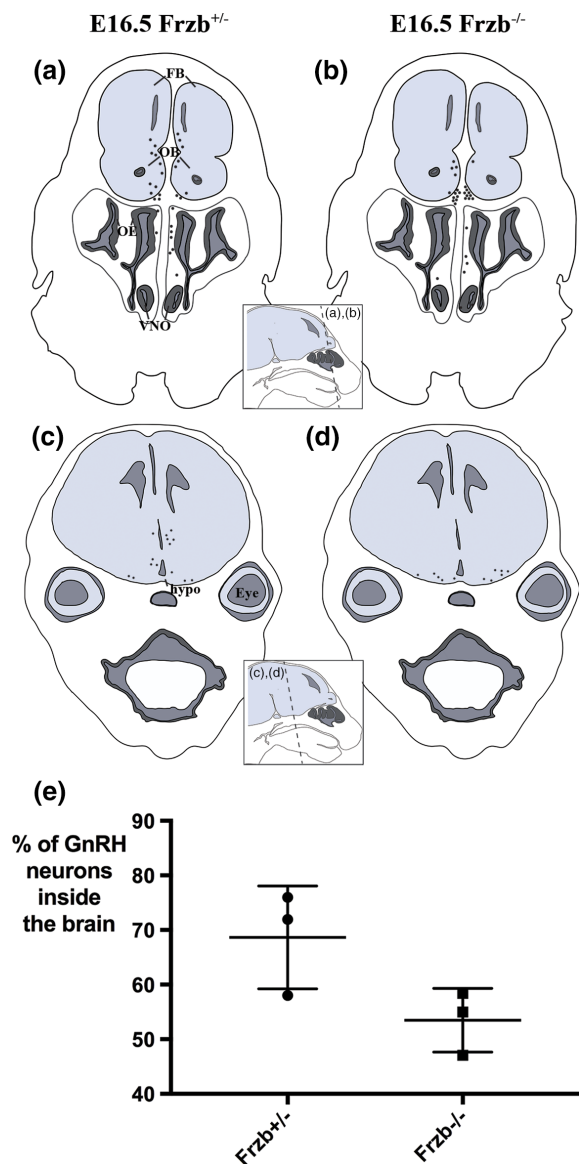 E16.5 Frzb+/- E16.5 Frzb-/-
(a) (b)
FB
OB
OE
VNO
(a),(b)
(c) (d)
hypo
Eye
(c),(d)
(e)
% of GnRH
neurons
inside
the brain
90
80
70
60
50
40
Frzb+/- Frzb-/-